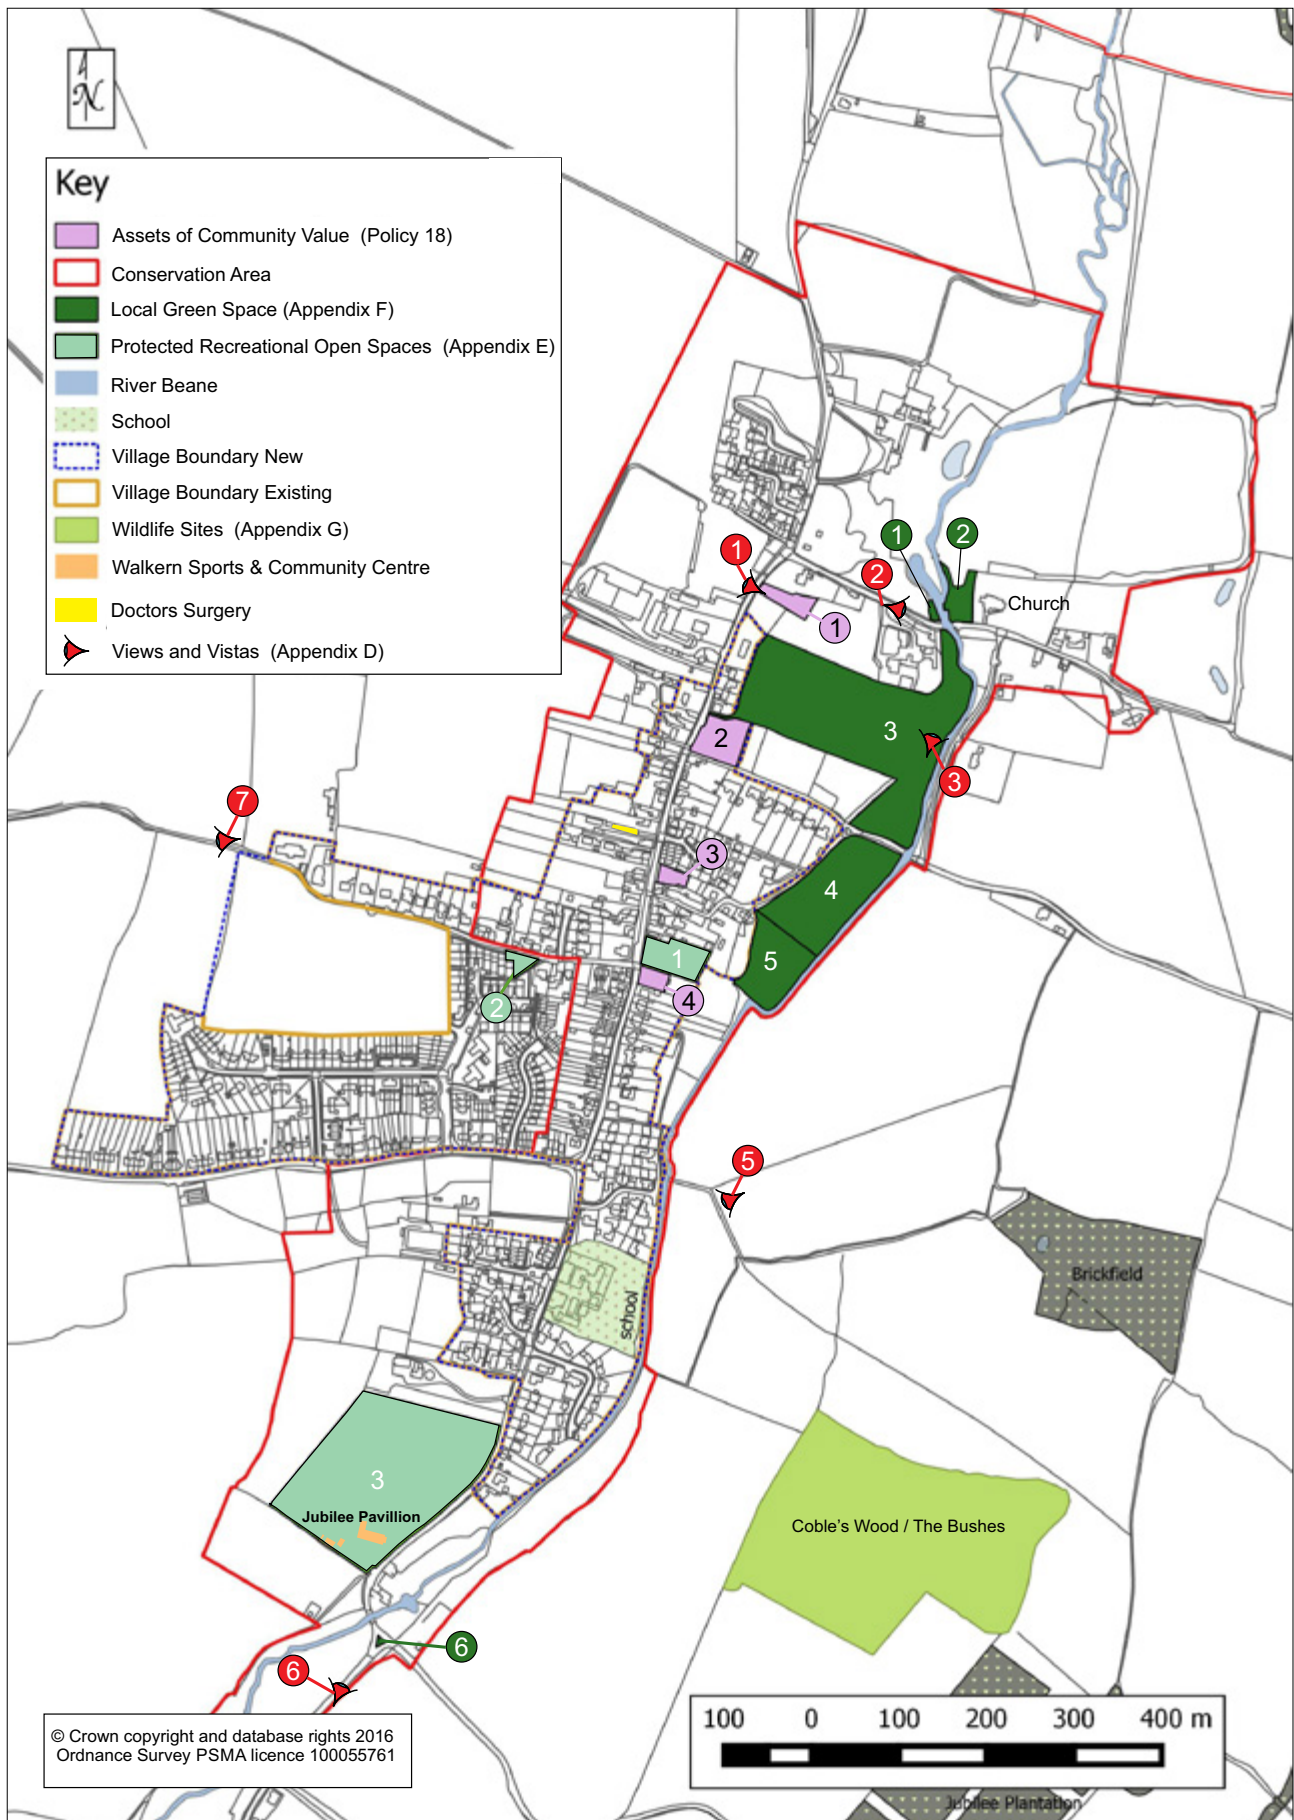 N
Key
Assets of Community Value (Policy 18)
Conservation Area
Local Green Space (Appendix F)
Protected Recreational Open Spaces (Appendix E)
River Beane
School
Village Boundary New
Village Boundary Existing
Wildlife Sites (Appendix G)
Walkern Sports & Community Centre
Doctors Surgery
Views and Vistas (Appendix D)
1
2
1
2
Church
1
3
2
3
7
3
4
1
5
2
4
5
Brickfield
school
3
Jubilee Pavillion
Coble's Wood / The Bushes
6
6
100 0 100 200 300 400 m
© Crown copyright and database rights 2016
Ordnance Survey PSMA licence 100055761
Jubilee Plantation